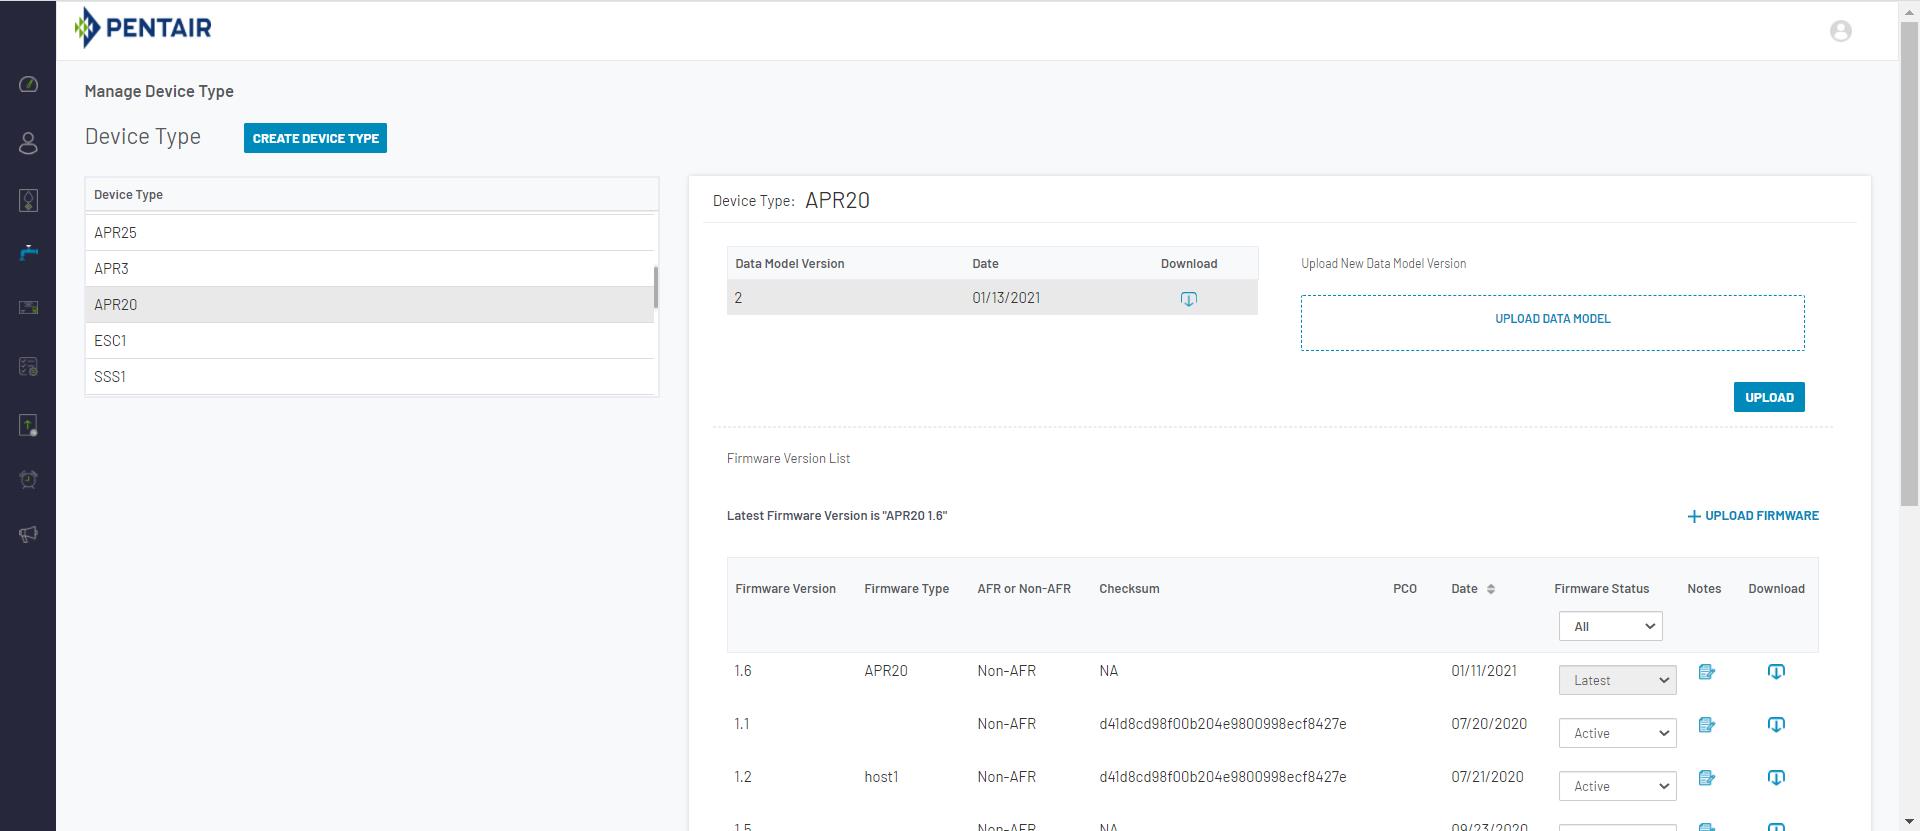 PENTAIR
Manage Device Type
Device Type
CREATE DEVICE TYPE
Device Type
APR25
APR3
APR20
ESC1
SSS1
Device Type: APR20
Data Model Version Date Download
2 01/13/2021
Upload New Data Model Version
UPLOAD DATA MODEL
UPLOAD
Firmware Version List
Latest Firmware Version is "APR20 1.6"
UPLOAD FIRMWARE
Firmware Version Firmware Type AFR or Non-AFR Checksum PCO Date Firmware Status Notes Download
All
1.6 APR20 Non-AFR NA 01/11/2021 Latest
1.1 Non-AFR d41d8cd98f00b204e9800998ecf8427e 07/20/2020 Active
1.2 host1 Non-AFR d41d8cd98f00b204e9800998ecf8427e 07/21/2020 Active
1.5 Non-AFR NA 09/23/2020